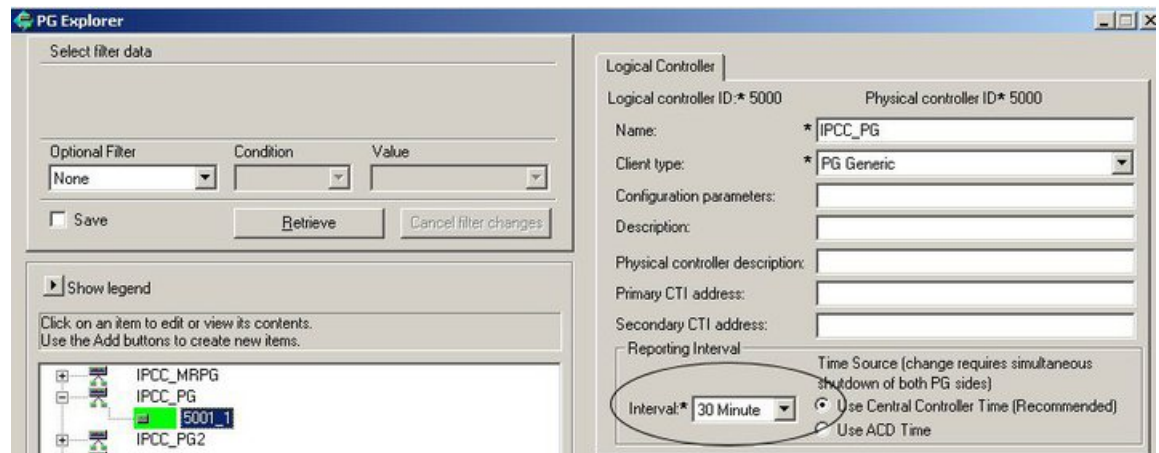 PG Explorer
Select filter data
Optional Filter
Condition
Value
None
Save
Retrieve
Cancel filter changes
Show legend
Click on an item to edit or view its contents.
Use the Add buttons to create new items.
IPCC_MRPG
IPCC_PG
5001_1
IPCC_PG2
Logical Controller
Logical controller ID:* 5000
Physical controller ID* 5000
Name: * IPCC_PG
Client type: * PG Generic
Configuration parameters:
Description:
Physical controller description:
Primary CTI address:
Secondary CTI address:
Reporting Interval
Interval:* 30 Minute
Time Source (change requires simultaneous
shutdown of both PG sides)
Use Central Controller Time (Recommended)
Use ACD Time